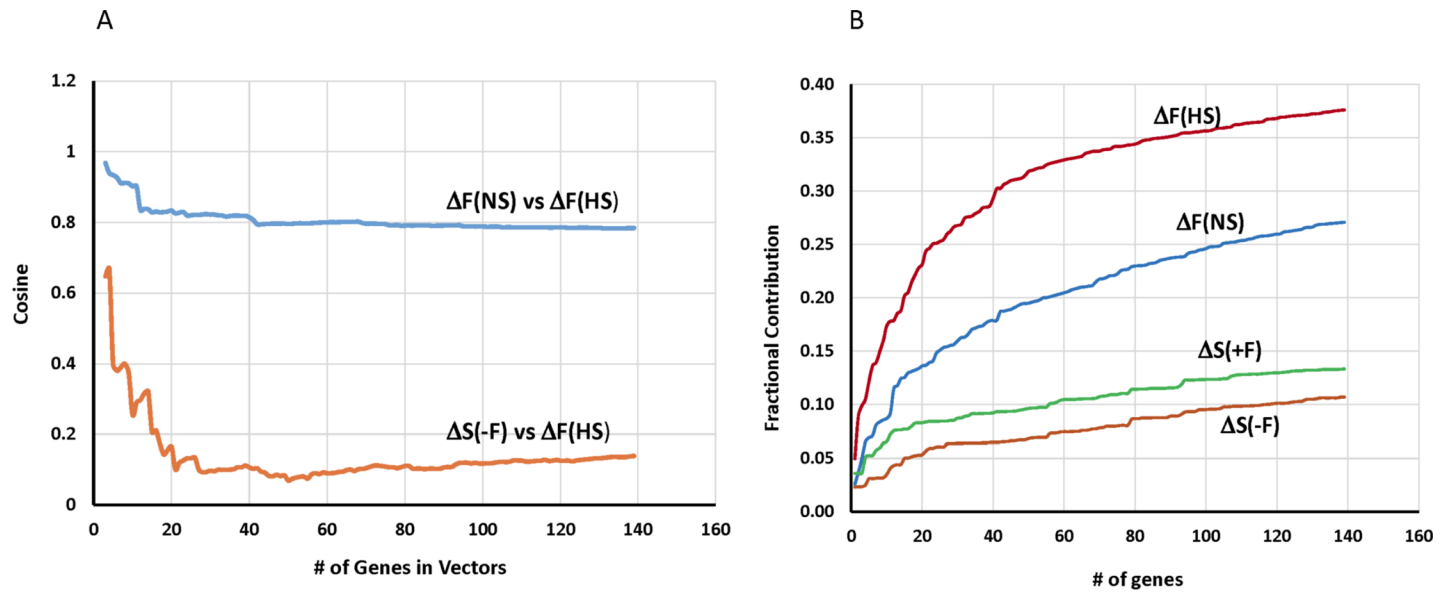 A
1.2
1
0.8
0.6
0.4
0.2
0
0 20 40 60 80 100 120 140 160
Cosine
# of Genes in Vectors
ΔF(NS) vs ΔF(HS)
ΔS(-F) vs ΔF(HS)
B
0.40
0.35
0.30
0.25
0.20
0.15
0.10
0.05
0.00
0 20 40 60 80 100 120 140 160
Fractional Contribution
# of genes
ΔF(HS)
ΔF(NS)
ΔS(+F)
ΔS(-F)